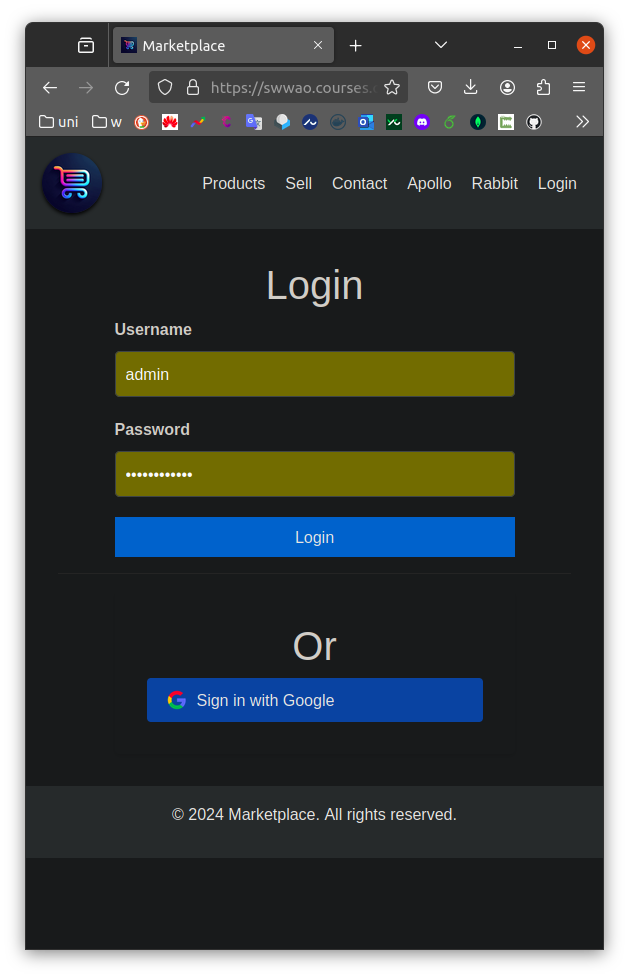 Marketplace
https://swwao.courses.
uni
w
Products Sell Contact Apollo Rabbit Login
Login
Username
admin
Password
••••••••••••
Login
Or
Sign in with Google
© 2024 Marketplace. All rights reserved.